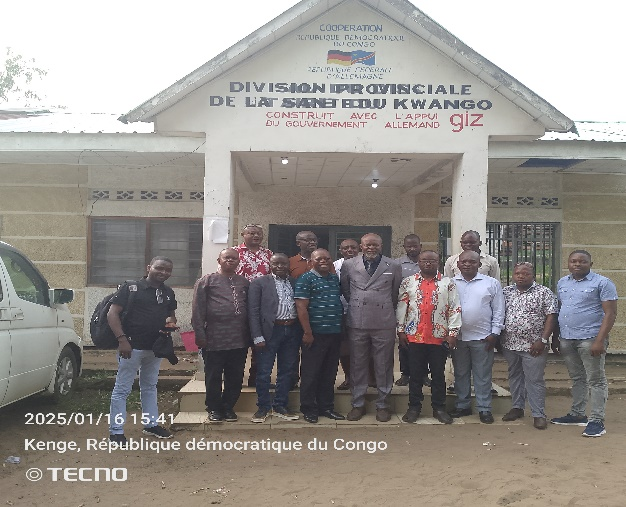 COOPERATION
REPUBLIQUE DEMOCRATIQUE
DU CONGO
REPUBLIQUE FEDERALE
D'ALLEMAGNE
DIVISION PROVINCIALE
DE LA SANTE DU KWANGO
CONSTRUIT AVEC L'APPUI
DU GOUVERNEMENT ALLEMAND giz
2025/01/16 15:41
Kenge, République démocratique du Congo
© TECNO